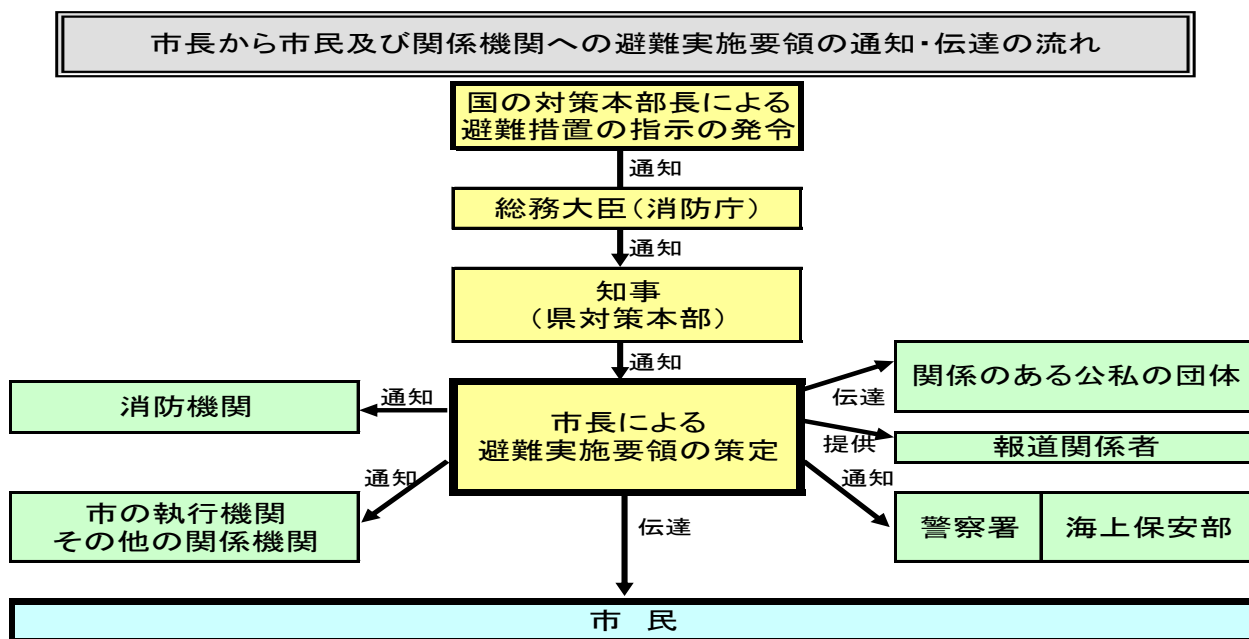 市長から市民及び関係機関への避難実施要領の通知・伝達の流れ
国の対策本部長による
避難措置の指示の発令
通知
総務大臣(消防庁)
通知
知事
(県対策本部)
通知
関係のある公私の団体
消防機関
通知
市長による
避難実施要領の策定
伝達
提供
報道関係者
通知
通知
市の執行機関
その他の関係機関
伝達
警察署
海上保安部
市 民